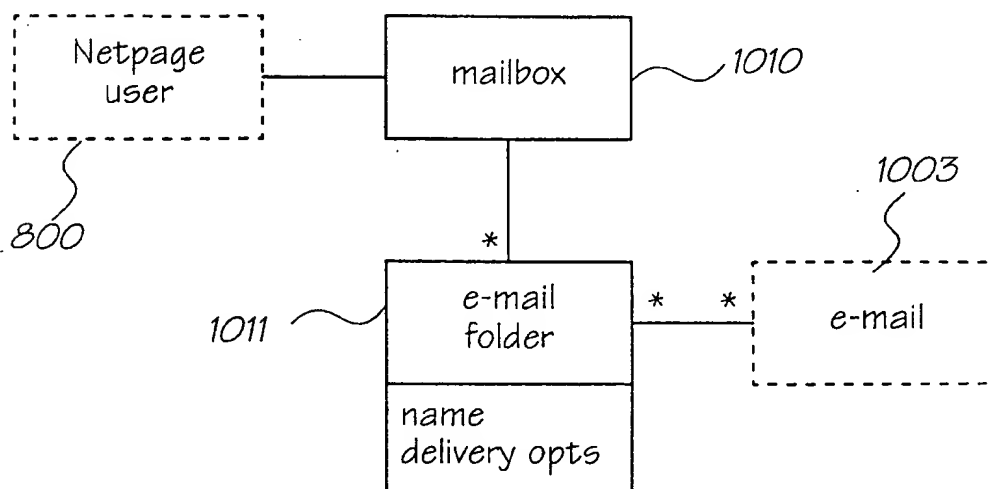 Netpage
user
mailbox
1010
800
1003
*
e-mail
folder
* *
e-mail
1011
name
delivery opts